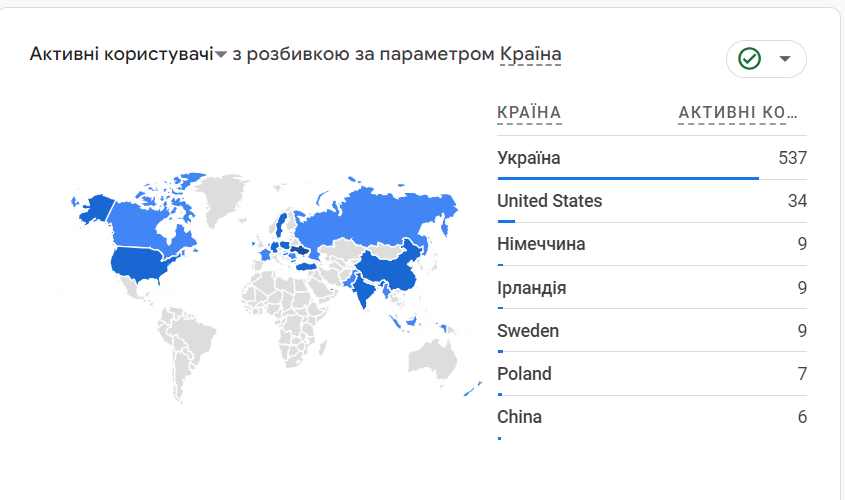 Активні користувачі з розбивкою за параметром Країна
КРАЇНА АКТИВНІ КО...
Україна 537
United States 34
Німеччина 9
Ірландія 9
Sweden 9
Poland 7
China 6